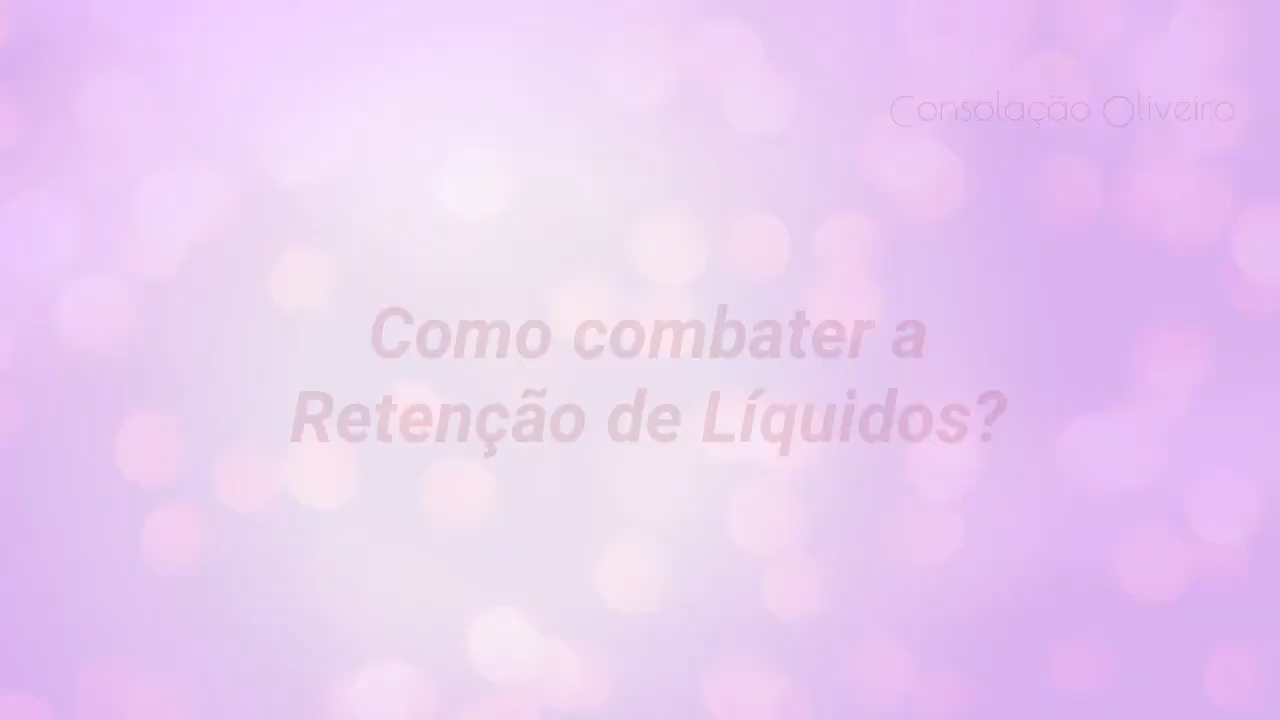 Consolação Oliveira
Como combater a
Retenção de Líquidos?